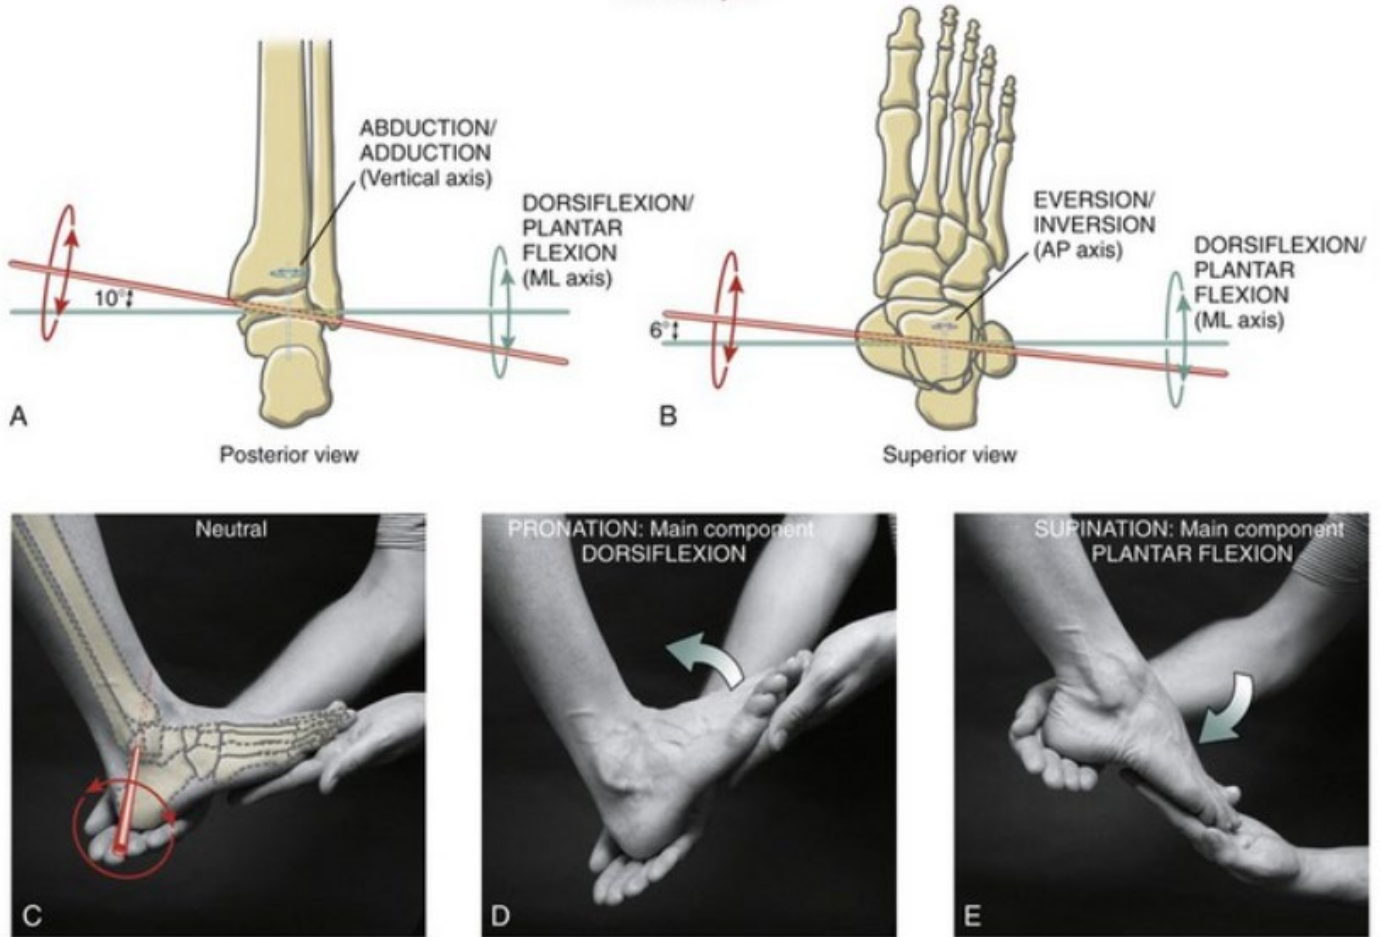 ABDUCTION/
ADDUCTION
(Vertical axis)
DORSIFLEXION/
PLANTAR
FLEXION
(ML axis)
10°
A
Posterior view
EVERSION/
INVERSION
(AP axis)
DORSIFLEXION/
PLANTAR
FLEXION
(ML axis)
6°
B
Superior view
Neutral
C
PRONATION: Main component
DORSIFLEXION
D
SUPINATION: Main component
PLANTAR FLEXION
E